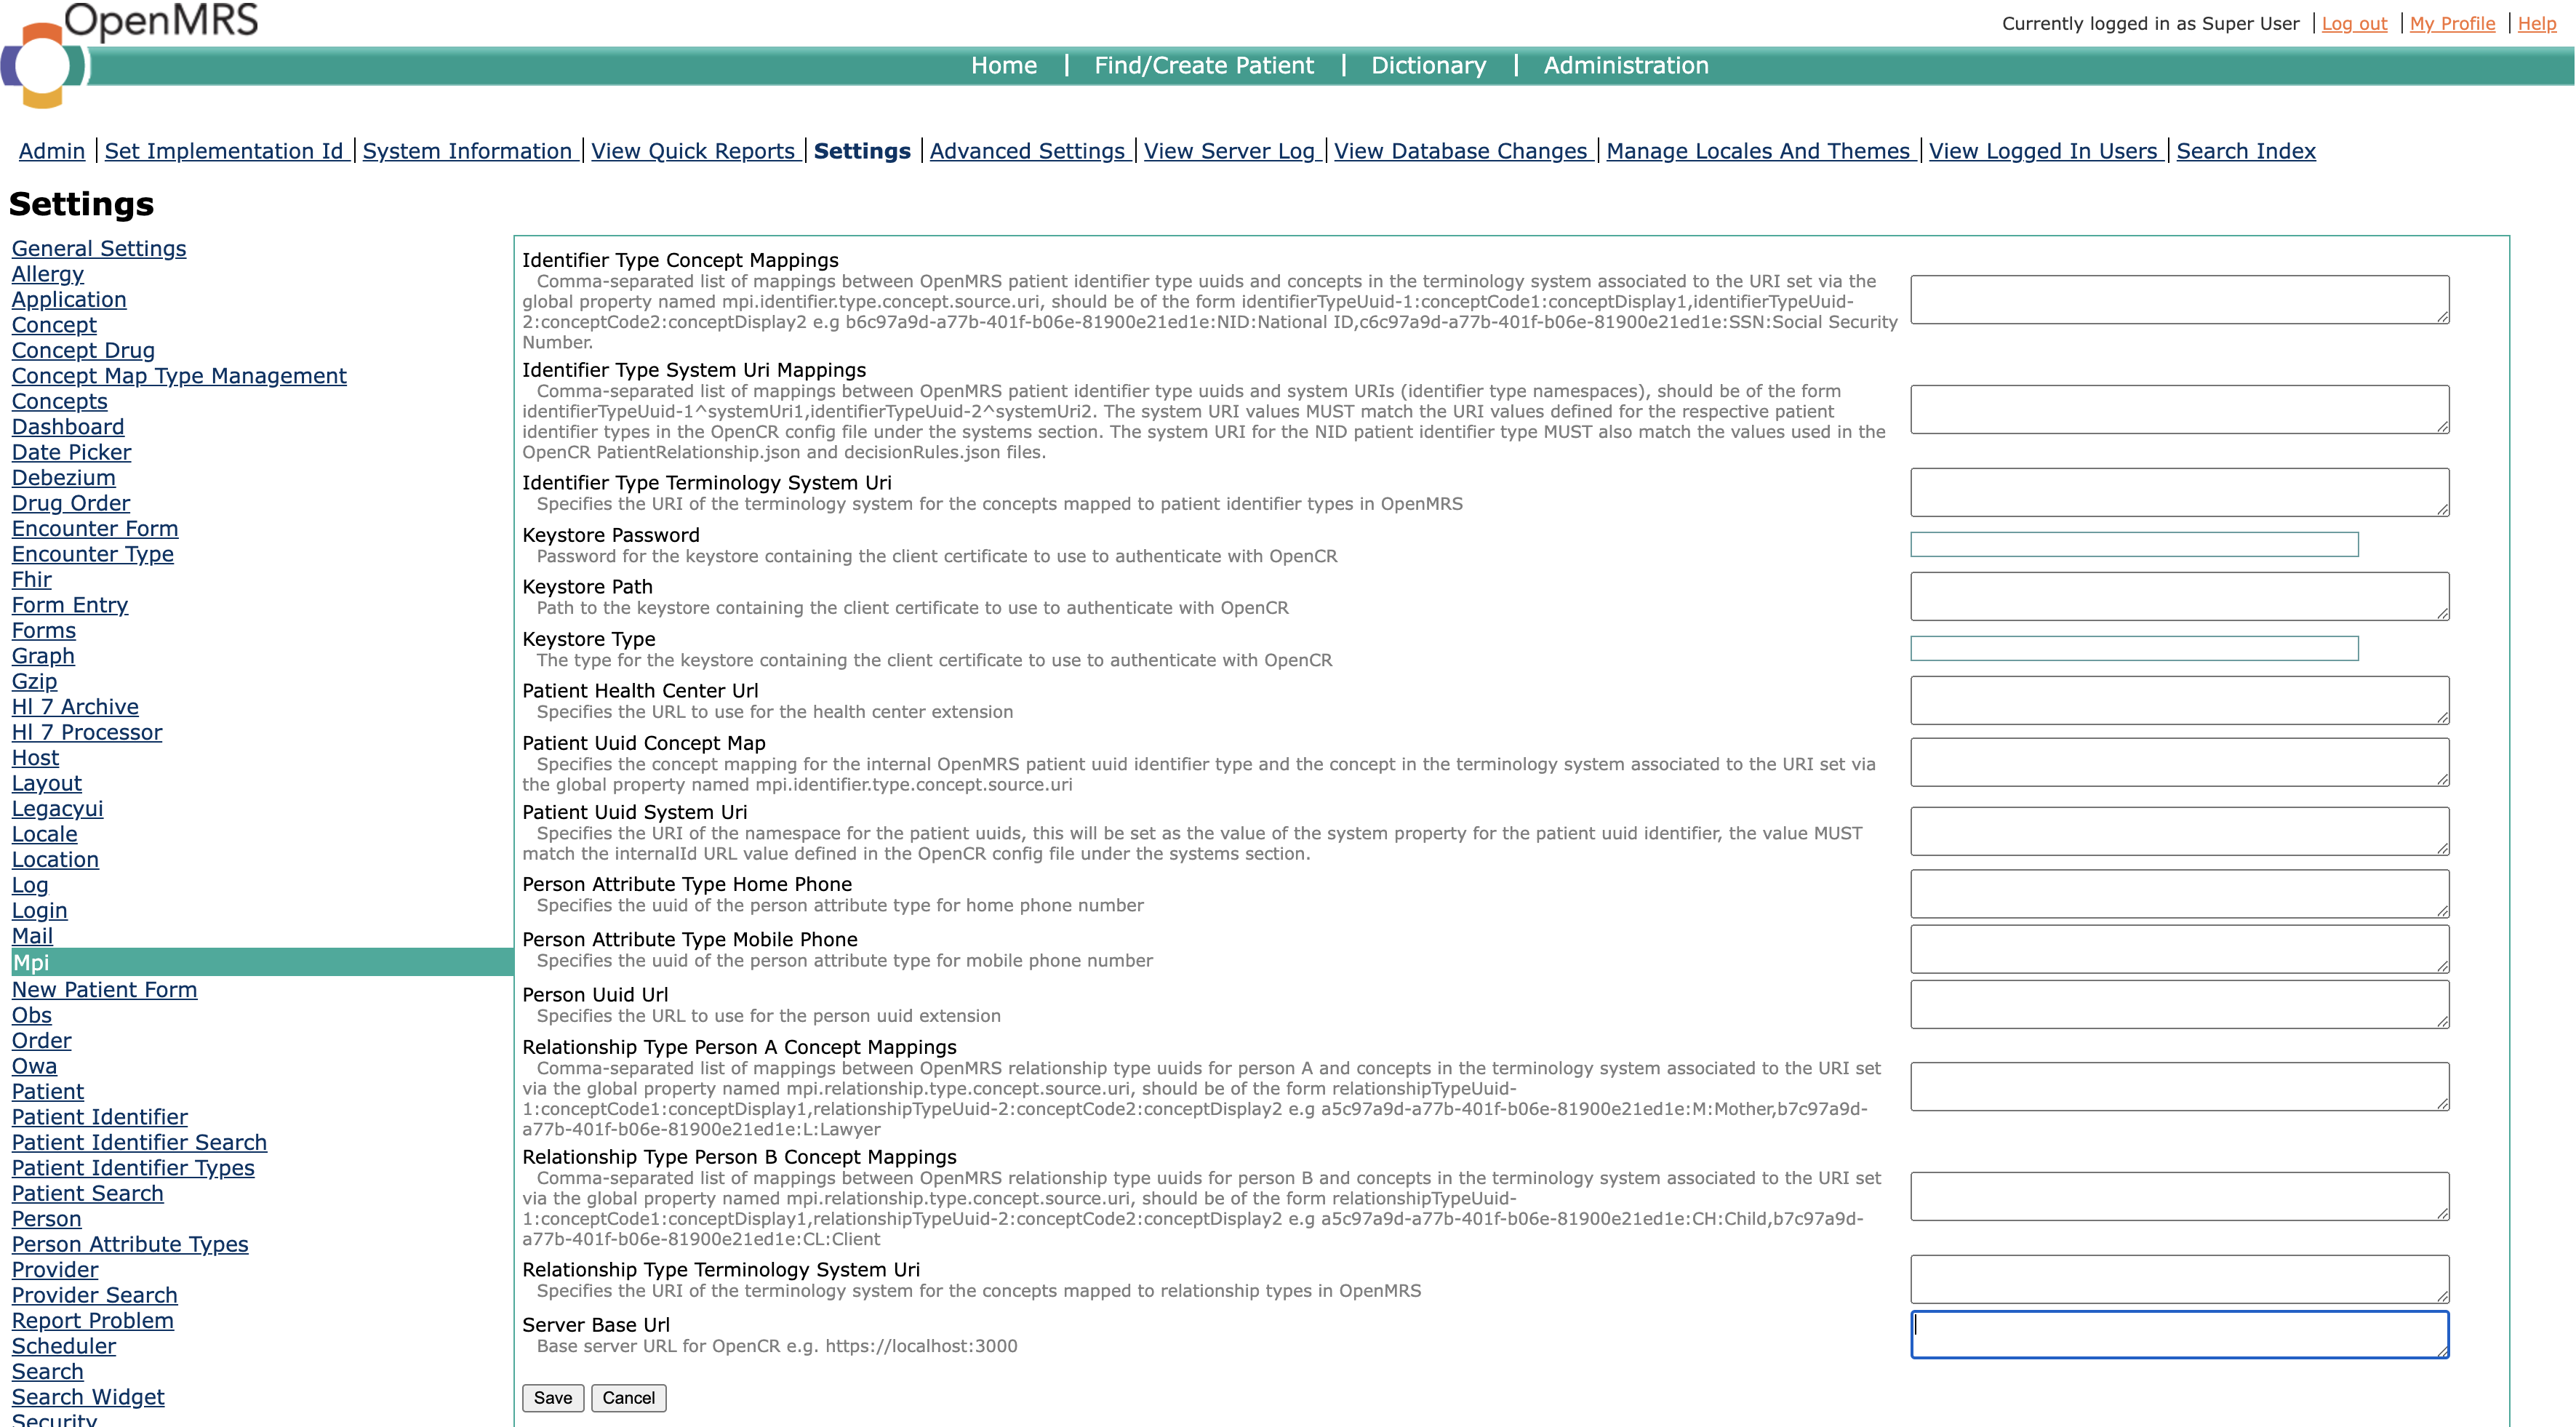 OpenMRS
Currently logged in as Super User | Log out | My Profile | Help
Home | Find/Create Patient | Dictionary | Administration
Admin | Set Implementation Id | System Information | View Quick Reports | Settings | Advanced Settings | View Server Log | View Database Changes | Manage Locales And Themes | View Logged In Users | Search Index
Settings
General Settings
Allergy
Application
Concept
Concept Drug
Concept Map Type Management
Concepts
Dashboard
Date Picker
Debezium
Drug Order
Encounter Form
Encounter Type
Fhir
Form Entry
Forms
Graph
Gzip
Hl 7 Archive
Hl 7 Processor
Host
Layout
Legacyui
Locale
Location
Log
Login
Mail
Mpi
New Patient Form
Obs
Order
Owa
Patient
Patient Identifier
Patient Identifier Search
Patient Identifier Types
Patient Search
Person
Person Attribute Types
Provider
Provider Search
Report Problem
Scheduler
Search
Search Widget
Security
Identifier Type Concept Mappings
Comma-separated list of mappings between OpenMRS patient identifier type uuids and concepts in the terminology system associated to the URI set via the
global property named mpi.identifier.type.concept.source.uri, should be of the form identifierTypeUuid-1:conceptCode1:conceptDisplay1,identifierTypeUuid-
2:conceptCode2:conceptDisplay2 e.g b6c97a9d-a77b-401f-b06e-81900e21ed1e:NID:National ID,c6c97a9d-a77b-401f-b06e-81900e21ed1e:SSN:Social Security
Number.
Identifier Type System Uri Mappings
Comma-separated list of mappings between OpenMRS patient identifier type uuids and system URIs (identifier type namespaces), should be of the form
identifierTypeUuid-1^systemUri1,identifierTypeUuid-2^systemUri2. The system URI values MUST match the URI values defined for the respective patient
identifier types in the OpenCR config file under the systems section. The system URI for the NID patient identifier type MUST also match the values used in the
OpenCR PatientRelationship.json and decisionRules.json files.
Identifier Type Terminology System Uri
Specifies the URI of the terminology system for the concepts mapped to patient identifier types in OpenMRS
Keystore Password
Password for the keystore containing the client certificate to use to authenticate with OpenCR
Keystore Path
Path to the keystore containing the client certificate to use to authenticate with OpenCR
Keystore Type
The type for the keystore containing the client certificate to use to authenticate with OpenCR
Patient Health Center Url
Specifies the URL to use for the health center extension
Patient Uuid Concept Map
Specifies the concept mapping for the internal OpenMRS patient uuid identifier type and the concept in the terminology system associated to the URI set via
the global property named mpi.identifier.type.concept.source.uri
Patient Uuid System Uri
Specifies the URI of the namespace for the patient uuids, this will be set as the value of the system property for the patient uuid identifier, the value MUST
match the internalId URL value defined in the OpenCR config file under the systems section.
Person Attribute Type Home Phone
Specifies the uuid of the person attribute type for home phone number
Person Attribute Type Mobile Phone
Specifies the uuid of the person attribute type for mobile phone number
Person Uuid Url
Specifies the URL to use for the person uuid extension
Relationship Type Person A Concept Mappings
Comma-separated list of mappings between OpenMRS relationship type uuids for person A and concepts in the terminology system associated to the URI set
via the global property named mpi.relationship.type.concept.source.uri, should be of the form relationshipTypeUuid-
1:conceptCode1:conceptDisplay1,relationshipTypeUuid-2:conceptCode2:conceptDisplay2 e.g a5c97a9d-a77b-401f-b06e-81900e21ed1e:M:Mother,b7c97a9d-
a77b-401f-b06e-81900e21ed1e:L:Lawyer
Relationship Type Person B Concept Mappings
Comma-separated list of mappings between OpenMRS relationship type uuids for person B and concepts in the terminology system associated to the URI set
via the global property named mpi.relationship.type.concept.source.uri, should be of the form relationshipTypeUuid-
1:conceptCode1:conceptDisplay1,relationshipTypeUuid-2:conceptCode2:conceptDisplay2 e.g a5c97a9d-a77b-401f-b06e-81900e21ed1e:CH:Child,b7c97a9d-
a77b-401f-b06e-81900e21ed1e:CL:Client
Relationship Type Terminology System Uri
Specifies the URI of the terminology system for the concepts mapped to relationship types in OpenMRS
Server Base Url
Base server URL for OpenCR e.g. https://localhost:3000
Save Cancel